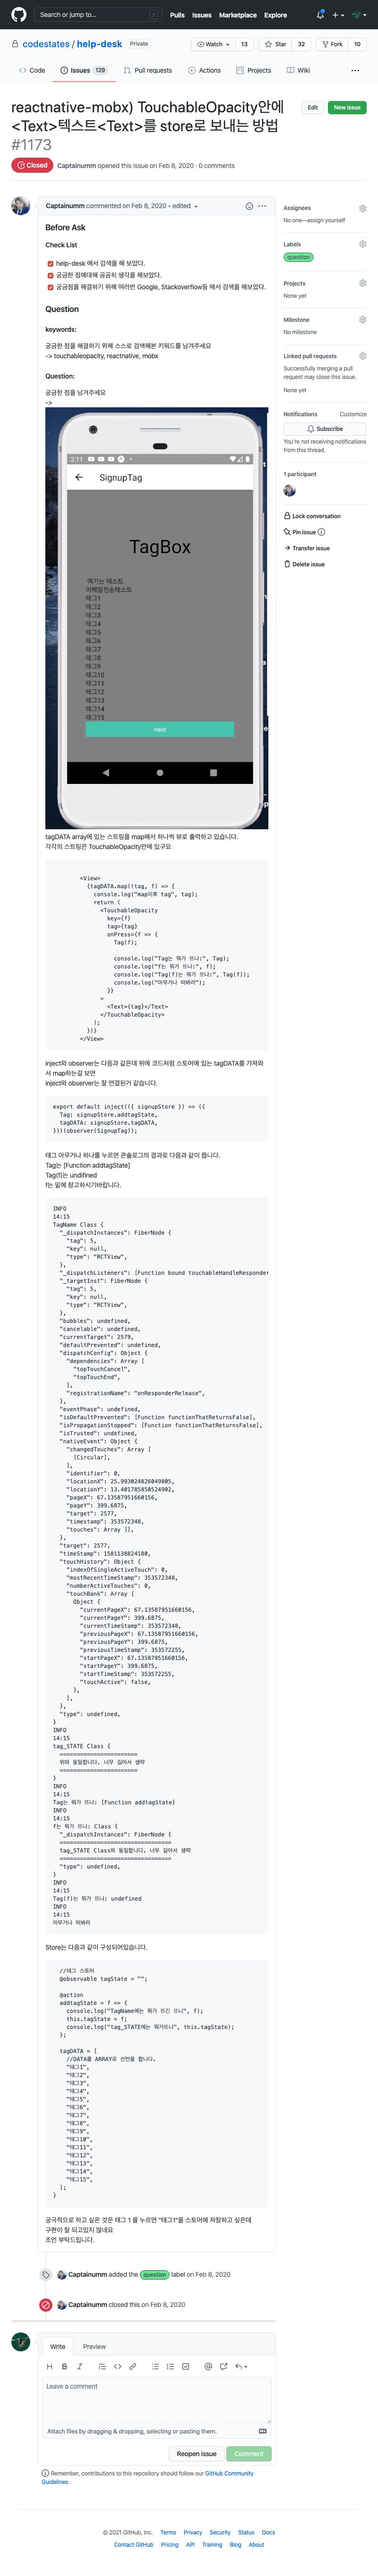 Search or jump to...
/
Pulls Issues Marketplace Explore
codestates / help-desk Private
Watch 13
Star 32
Fork 10
Code
Issues 129
Pull requests
Actions
Projects
Wiki
reactnative-mobx) TouchableOpacity안에
<Text>텍스트<Text>를 store로 보내는 방법
#1173
Edit
New issue
Closed
Captainumm opened this issue on Feb 8, 2020 · 0 comments
Captainumm commented on Feb 8, 2020 • edited
Before Ask
Check List
help-desk 에서 검색을 해 보았다.
궁금한 점에대해 곰곰히 생각을 해보았다.
궁금점을 해결하기 위해 여러번 Google, Stackoverflow등 에서 검색을 해보았다.
Question
keywords:
궁금한 점을 해결하기 위해 스스로 검색해본 키워드를 남겨주세요
-> touchableopacity, reactnative, mobx
Question:
궁금한 점을 남겨주세요
->
2:11
SignupTag
TagBox
여기는 테스트
이메일전송테스트
태그1
태그2
태그3
태그4
태그5
태그6
태그7
태그8
태그9
태그10
태그11
태그12
태그13
태그14
태그15
next
tagDATA array에 있는 스트링을 map해서 하나씩 뷰로 출력하고 있습니다.
각각의 스트링은 TouchableOpacity안에 있구요
<View>
{tagDATA.map((tag, f) => {
console.log("map이후 tag", tag);
return (
<TouchableOpacity
key={f}
tag={tag}
onPress={f => {
Tag(f);
console.log("Tag는 뭐가 뜨나:", Tag);
console.log("f는 뭐가 뜨나:", f);
console.log("Tag(f)는 뭐가 뜨나:", Tag(f));
console.log("아무거나 떠봐라");
}}
>
<Text>{tag}</Text>
</TouchableOpacity>
);
})}
</View>
inject와 observer는 다음과 같은데 위에 코드처럼 스토어에 있는 tagDATA를 가져와
서 map하는걸 보면
inject와 observer는 잘 연결된거 같습니다.
export default inject(({ signupStore }) => ({
Tag: signupStore.addtagState,
tagDATA: signupStore.tagDATA,
}))(observer(SignupTag));
태그 아무거나 하나를 누르면 콘솔로그의 결과로 다음과 같이 뜹니다.
Tag는 [Function addtagState]
Tag(f)는 undifined
f는 밑에 참고하시기바랍니다.
INFO
14:15
TagName Class {
"_dispatchInstances": FiberNode {
"tag": 5,
"key": null,
"type": "RCTView",
},
"_dispatchListeners": [Function bound touchableHandleResponder
"_targetInst": FiberNode {
"tag": 5,
"key": null,
"type": "RCTView",
},
"bubbles": undefined,
"cancelable": undefined,
"currentTarget": 2579,
"defaultPrevented": undefined,
"dispatchConfig": Object {
"dependencies": Array [
"topTouchCancel",
"topTouchEnd",
],
"registrationName": "onResponderRelease",
},
"eventPhase": undefined,
"isDefaultPrevented": [Function functionThatReturnsFalse],
"isPropagationStopped": [Function functionThatReturnsFalse],
"isTrusted": undefined,
"nativeEvent": Object {
"changedTouches": Array [
[Circular],
],
"identifier": 0,
"locationX": 25.993024826049805,
"locationY": 13.401785850524902,
"pageX": 67.13587951660156,
"pageY": 399.6875,
"target": 2577,
"timestamp": 353572348,
"touches": Array [],
},
"target": 2577,
"timeStamp": 1581138824180,
"touchHistory": Object {
"indexOfSingleActiveTouch": 0,
"mostRecentTimeStamp": 353572348,
"numberActiveTouches": 0,
"touchBank": Array [
Object {
"currentPageX": 67.13587951660156,
"currentPageY": 399.6875,
"currentTimeStamp": 353572348,
"previousPageX": 67.13587951660156,
"previousPageY": 399.6875,
"previousTimeStamp": 353572255,
"startPageX": 67.13587951660156,
"startPageY": 399.6875,
"startTimeStamp": 353572255,
"touchActive": false,
},
],
},
"type": undefined,
}
INFO
14:15
tag_STATE Class {
=======================
위와 동일합니다. 너무 길어서 생략
=======================
}
INFO
14:15
Tag는 뭐가 뜨나: [Function addtagState]
INFO
14:15
f는 뭐가 뜨나: Class {
"_dispatchInstances": FiberNode {
=================================
tag_STATE Class와 동일합니다. 너무 길어서 생략
=================================
"type": undefined,
}
INFO
14:15
Tag(f)는 뭐가 뜨나: undefined
INFO
14:15
아무거나 떠봐라
Store는 다음과 같이 구성되어있습니다.
//태그 스토어
@observable tagState = "";
@action
addtagState = f => {
console.log("TagName에는 뭐가 뜨긴 뜨니", f);
this.tagState = f;
console.log("tag_STATE에는 뭐가뜨니", this.tagState);
};
tagDATA = [
//DATA를 ARRAY로 선언을 합니다.
"태그1",
"태그2",
"태그3",
"태그4",
"태그5",
"태그6",
"태그7",
"태그8",
"태그9",
"태그10",
"태그11",
"태그12",
"태그13",
"태그14",
"태그15",
];
}
궁극적으로 하고 싶은 것은 태그 1 을 누르면 "태그1"을 스토어에 저장하고 싶은데
구현이 잘 되고있지 않네요
조언 부탁드립니다.
Captainumm added the question label on Feb 8, 2020
Captainumm closed this on Feb 8, 2020
Assignees
No one—assign yourself
Labels
question
Projects
None yet
Milestone
No milestone
Linked pull requests
Successfully merging a pull
request may close this issue.
None yet
Notifications Customize
Subscribe
You're not receiving notifications
from this thread.
1 participant
Lock conversation
Pin issue
Transfer issue
Delete issue
Write Preview
Leave a comment
Attach files by dragging & dropping, selecting or pasting them.
Reopen issue
Comment
Remember, contributions to this repository should follow our GitHub Community
Guidelines.
© 2021 GitHub, Inc. Terms Privacy Security Status Docs
Contact GitHub Pricing API Training Blog About